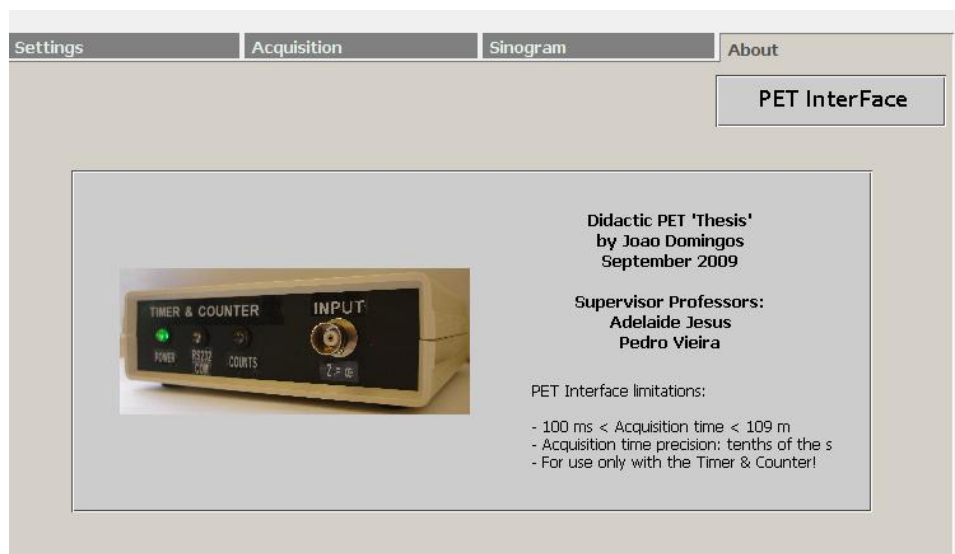 Settings
Acquisition
Sinogram
About
PET InterFace
Didactic PET 'Thesis'
by Joao Domingos
September 2009
Supervisor Professors:
Adelaide Jesus
Pedro Vieira
PET Interface limitations:
- 100 ms < Acquisition time < 109 m
- Acquisition time precision: tenths of the s
- For use only with the Timer & Counter!
TIMER & COUNTER
INPUT
POWER
RS232
COM
COUNTS